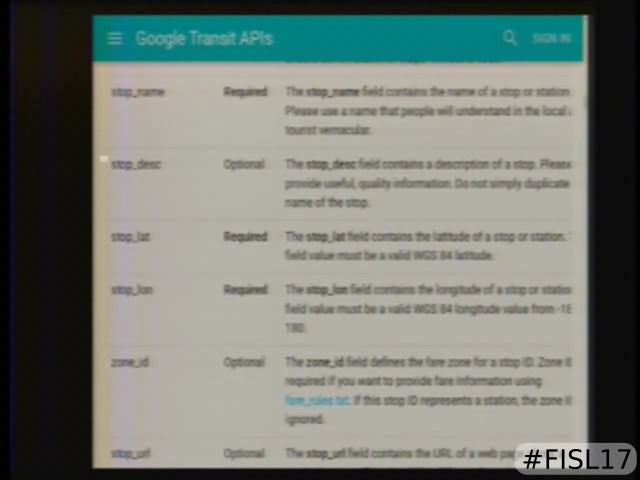 Google Transit APIs
SIGN IN
stop_name Required The stop_name field contains the name of a stop or station
Please use a name that people will understand in the local
tourist vernacular.
stop_desc Optional The stop_desc field contains a description of a stop. Please
provide useful, quality information. Do not simply duplicate
name of the stop.
stop_lat Required The stop_lat field contains the latitude of a stop or station.
field value must be a valid WGS 84 latitude.
stop_lon Required The stop_lon field contains the longitude of a stop or station
field value must be a valid WGS 84 longitude value from -18
180.
zone_id Optional The zone_id field defines the fare zone for a stop ID. Zone
required if you want to provide fare information using
fare_rules.txt. If this stop ID represents a station, the zone
ignored.
stop_url Optional The stop_url field contains the URL of a web
#FISL17